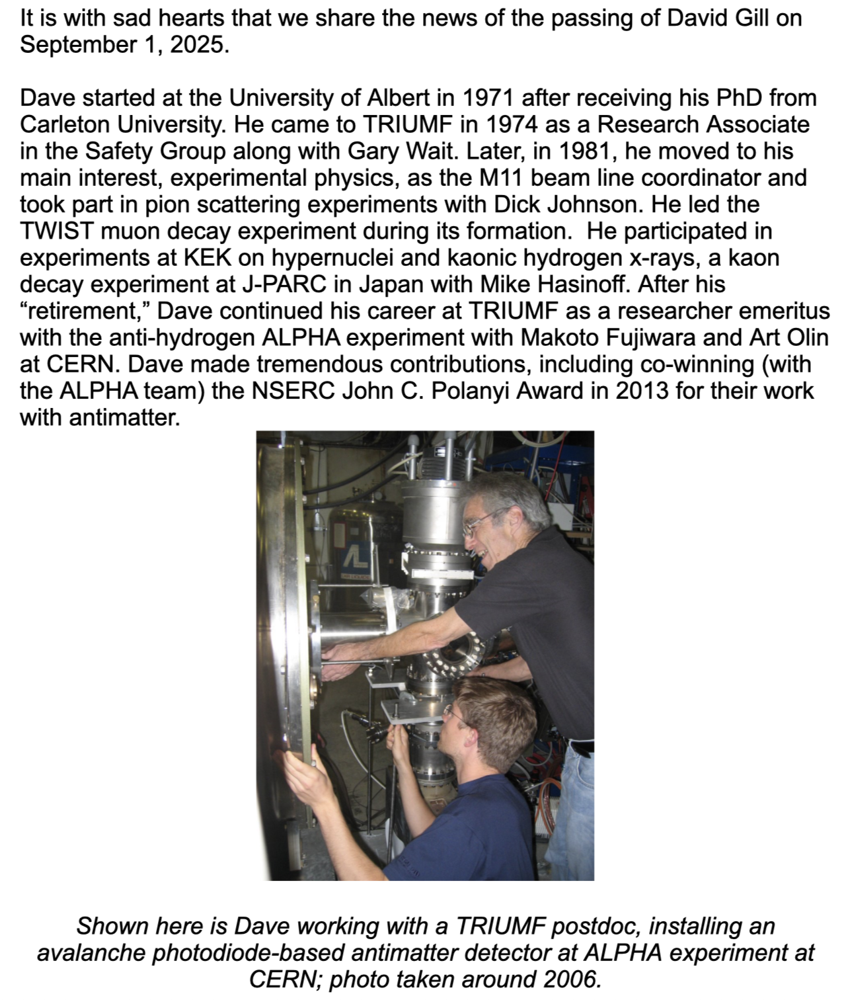 It is with sad hearts that we share the news of the passing of David Gill on
September 1, 2025.
Dave started at the University of Albert in 1971 after receiving his PhD from
Carleton University. He came to TRIUMF in 1974 as a Research Associate
in the Safety Group along with Gary Wait. Later, in 1981, he moved to his
main interest, experimental physics, as the M11 beam line coordinator and
took part in pion scattering experiments with Dick Johnson. He led the
TWIST muon decay experiment during its formation.  He participated in
experiments at KEK on hypernuclei and kaonic hydrogen x-rays, a kaon
decay experiment at J-PARC in Japan with Mike Hasinoff. After his
“retirement,” Dave continued his career at TRIUMF as a researcher emeritus
with the anti-hydrogen ALPHA experiment with Makoto Fujiwara and Art Olin
at CERN. Dave made tremendous contributions, including co-winning (with
the ALPHA team) the NSERC John C. Polanyi Award in 2013 for their work
with antimatter.
AL
AIR LIQUIDE
Shown here is Dave working with a TRIUMF postdoc, installing an
avalanche photodiode-based antimatter detector at ALPHA experiment at
CERN; photo taken around 2006.